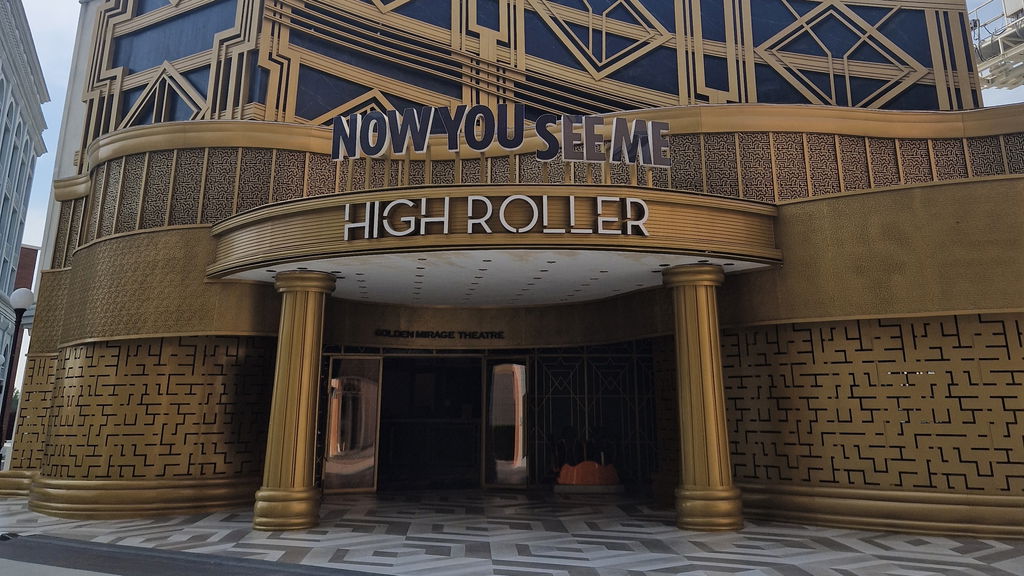 NOW YOU SEE ME
HIGH ROLLER
GOLDEN MIRAGE THEATRE